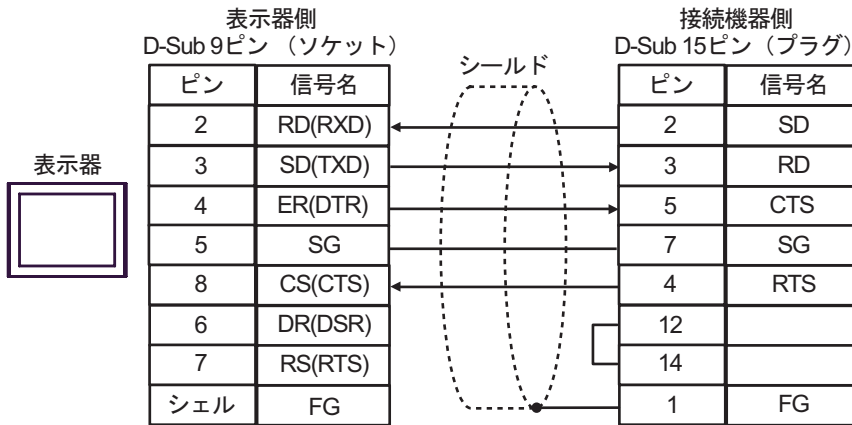 表示器側
D-Sub 9ピン （ソケット）
接続機器側
D-Sub 15ピン（プラグ）
シールド
表示器
ピン 信号名 ピン 信号名
2 RD(RXD) 2 SD
3 SD(TXD) 3 RD
4 ER(DTR) 5 CTS
5 SG 7 SG
8 CS(CTS) 4 RTS
6 DR(DSR) 12
7 RS(RTS) 14
シェル FG 1 FG